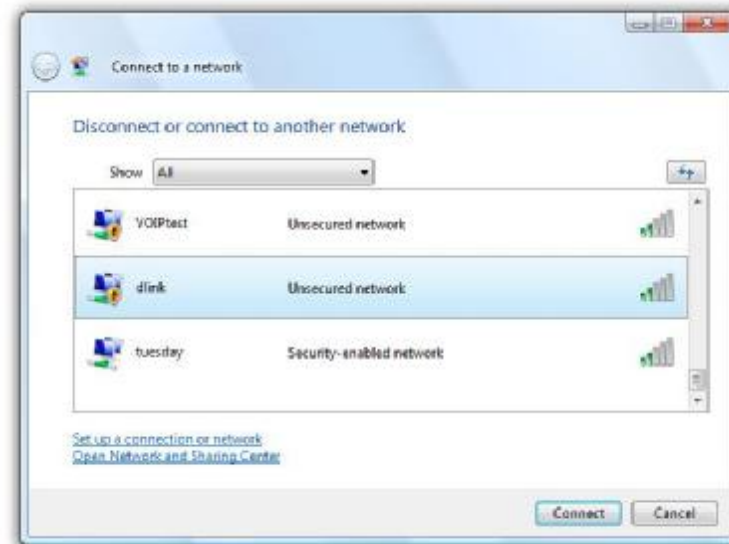 Connect to a network
Disconnect or connect to another network
Show All
VOIPtest Unsecured network
dlink Unsecured network
tuesday Security-enabled network
Set up a connection or network
Open Network and Sharing Center
Connect Cancel